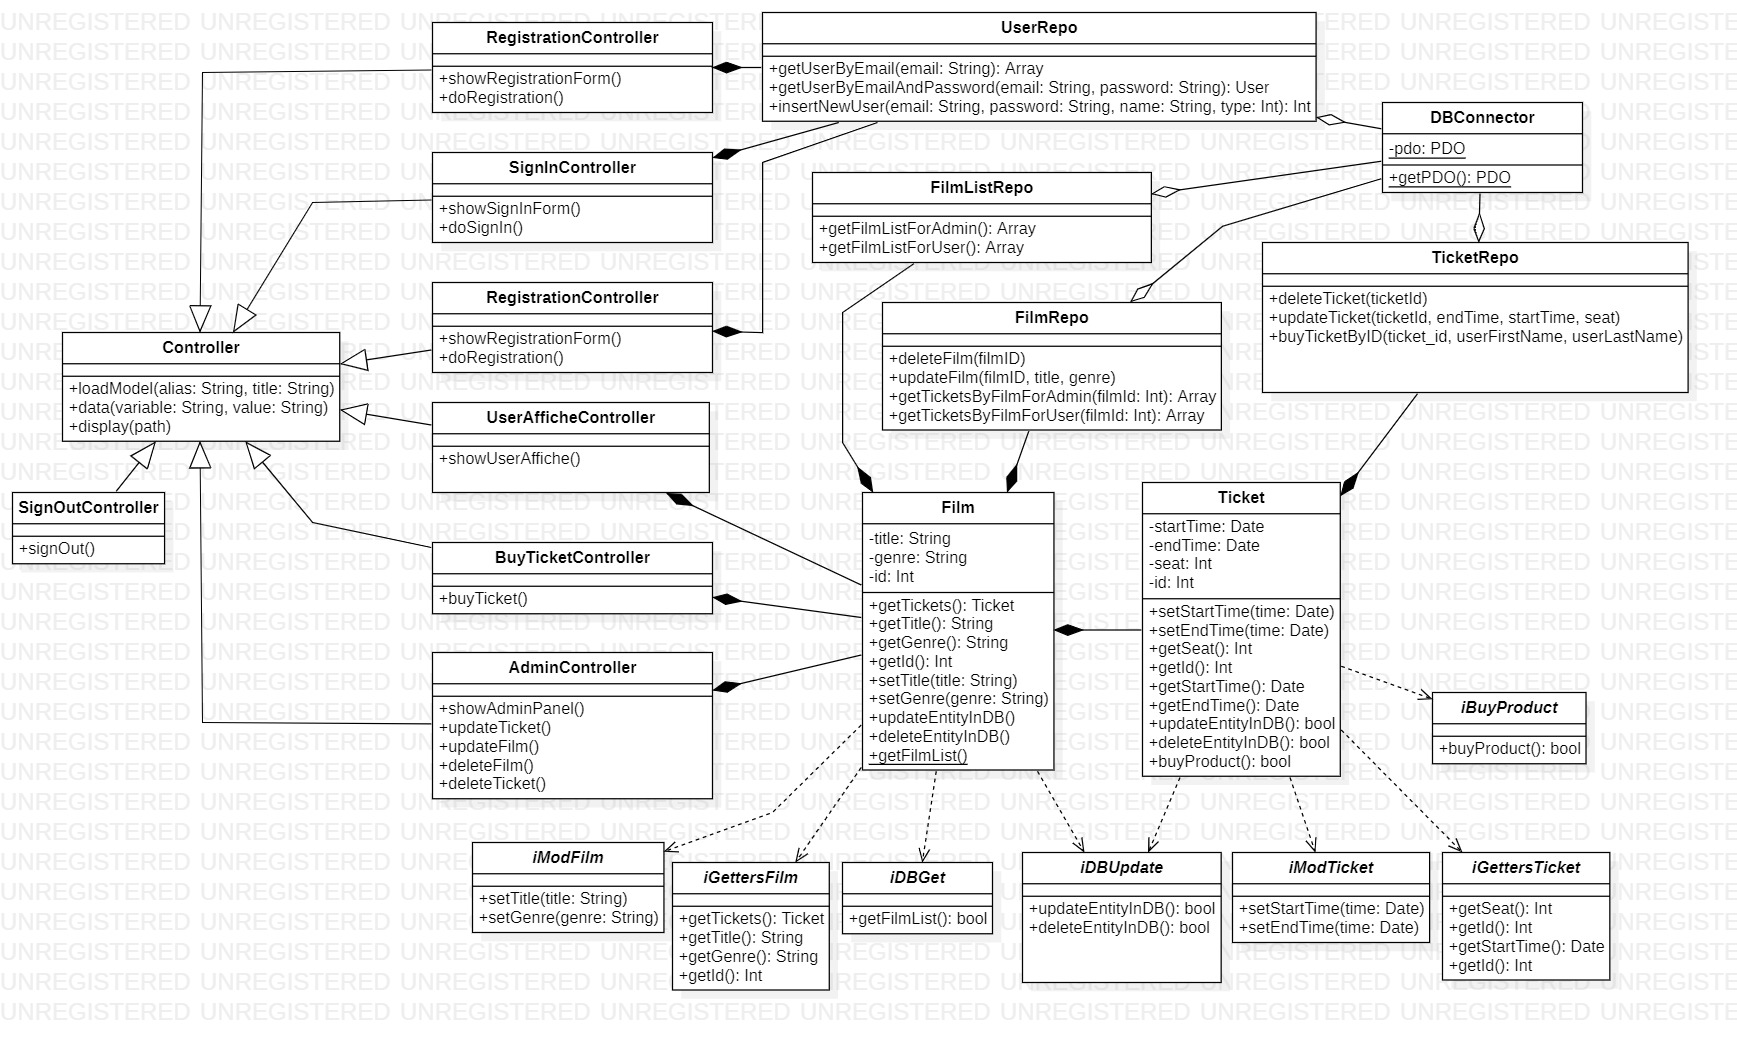 RegistrationController
+showRegistrationForm()
+doRegistration()
UserRepo
+getUserByEmail(email: String): Array
+getUserByEmailAndPassword(email: String, password: String): User
+insertNewUser(email: String, password: String, name: String, type: Int): Int
DBConnector
-pdo: PDO
+getPDO(): PDO
SignInController
+showSignInForm()
+doSignIn()
FilmListRepo
+getFilmListForAdmin(): Array
+getFilmListForUser(): Array
TicketRepo
+deleteTicket(ticketId)
+updateTicket(ticketId, endTime, startTime, seat)
+buyTicketByID(ticket_id, userFirstName, userLastName)
RegistrationController
+showRegistrationForm()
+doRegistration()
FilmRepo
+deleteFilm(filmID)
+updateFilm(filmID, title, genre)
+getTicketsByFilmForAdmin(filmId: Int): Array
+getTicketsByFilmForUser(filmId: Int): Array
Controller
+loadModel(alias: String, title: String)
+data(variable: String, value: String)
+display(path)
UserAfficheController
+showUserAffiche()
SignOutController
+signOut()
Film
-title: String
-genre: String
-id: Int
+getTickets(): Ticket
+getTitle(): String
+getGenre(): String
+getId(): Int
+setTitle(title: String)
+setGenre(genre: String)
+updateEntityInDB()
+deleteEntityInDB()
+getFilmList()
Ticket
-startTime: Date
-endTime: Date
-seat: Int
-id: Int
+setStartTime(time: Date)
+setEndTime(time: Date)
+getSeat(): Int
+getId(): Int
+getStartTime(): Date
+getEndTime(): Date
+updateEntityInDB(): bool
+deleteEntityInDB(): bool
+buyProduct(): bool
BuyTicketController
+buyTicket()
AdminController
+showAdminPanel()
+updateTicket()
+updateFilm()
+deleteFilm()
+deleteTicket()
iBuyProduct
+buyProduct(): bool
iModFilm
+setTitle(title: String)
+setGenre(genre: String)
iGettersFilm
+getTickets(): Ticket
+getTitle(): String
+getGenre(): String
+getId(): Int
iDBGet
+getFilmList(): bool
iDBUpdate
+updateEntityInDB(): bool
+deleteEntityInDB(): bool
iModTicket
+setStartTime(time: Date)
+setEndTime(time: Date)
iGettersTicket
+getSeat(): Int
+getId(): Int
+getStartTime(): Date
+getId(): Int
UNREGISTERED